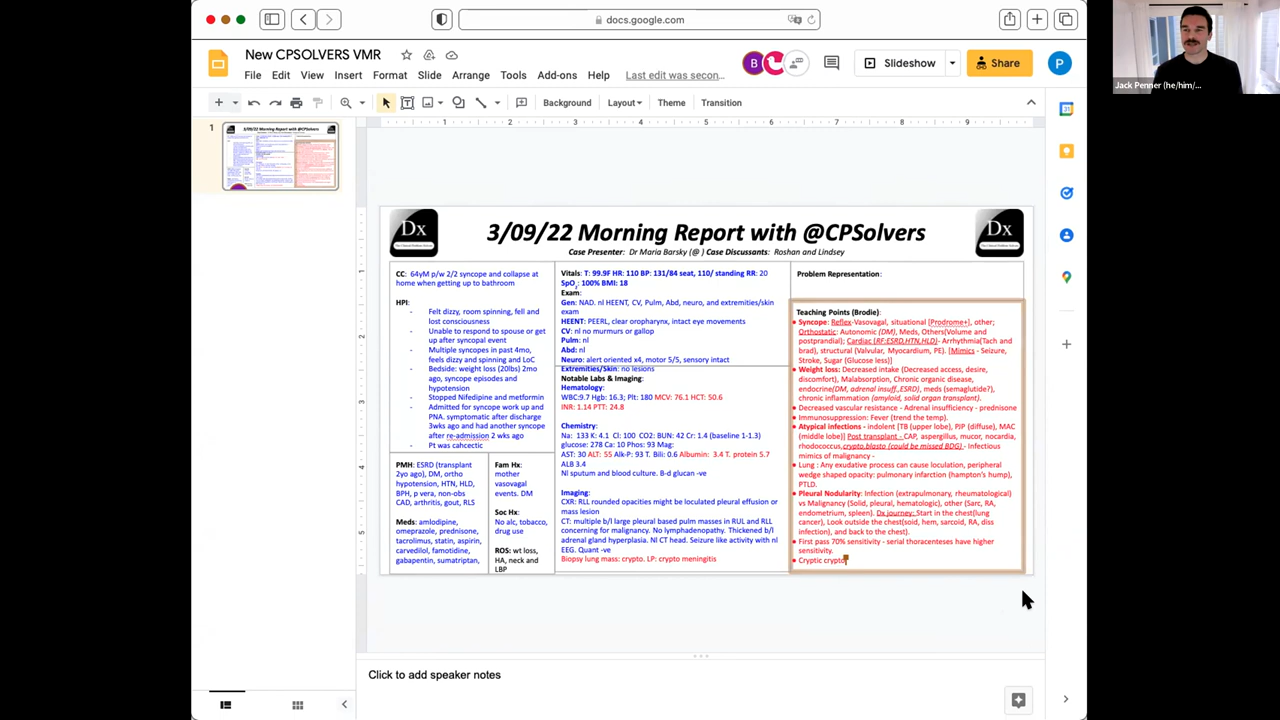 docs.google.com
New CPSOLVERS VMR
File Edit View Insert Format Slide Arrange Tools Add-ons Help Last edit was secon...
B
Slideshow
Share
P
Jack Penner (he/him/...
Background Layout Theme Transition
1 2 3 4 5 6 7 8 9
1
3/09/22 Morning Report with @CPSolvers
Dx
3/09/22 Morning Report with @CPSolvers
Case Presenter: Dr Maria Barsky (@ ) Case Discussants: Roshan and Lindsey
Dx
CC: 64yM p/w 2/2 syncope and collapse at
home when getting up to bathroom
HPI:
- Felt dizzy, room spinning, fell and
lost consciousness
- Unable to respond to spouse or get
up after syncopal event
- Multiple syncopes in past 4mo,
feels dizzy and spinning and LoC
- Bedside: weight loss (20lbs) 2mo
ago, syncope episodes and
hypotension
- Stopped Nifedipine and metformin
- Admitted for syncope work up and
PNA. symptomatic after discharge
3wks ago and had another syncope
after re-admission 2 wks ago
- Pt was cahcectic
PMH: ESRD (transplant
2yo ago), DM, ortho
hypotension, HTN, HLD,
BPH, p vera, non-obs
CAD, arthritis, gout, RLS
Meds: amlodipine,
omeprazole, prednisone,
tacrolimus, statin, aspirin,
carvedilol, famotidine,
gabapentin, sumatriptan,
Fam Hx:
mother
vasovagal
events. DM
Soc Hx:
No alc, tobacco,
drug use
ROS: wt loss,
HA, neck and
LBP
Vitals: T: 99.9F HR: 110 BP: 131/84 seat, 110/ standing RR: 20
SpO2: 100% BMI: 18
Exam:
Gen: NAD. nl HEENT, CV, Pulm, Abd, neuro, and extremities/skin
exam
HEENT: PEERL, clear oropharynx, intact eye movements
CV: nl no murmurs or gallop
Pulm: nl
Abd: nl
Neuro: alert oriented x4, motor 5/5, sensory intact
Extremities/Skin: no lesions
Notable Labs & Imaging:
Hematology:
WBC:9.7 Hgb: 16.3; Plt: 180 MCV: 76.1 HCT: 50.6
INR: 1.14 PTT: 24.8
Chemistry:
Na: 133 K: 4.1 Cl: 100 CO2: BUN: 42 Cr: 1.4 (baseline 1-1.3)
glucose: 278 Ca: 10 Phos: 93 Mag:
AST: 30 ALT: 55 Alk-P: 93 T. Bili: 0.6 Albumin: 3.4 T. protein 5.7
ALB 3.4
Nl sputum and blood culture. B-d glucan -ve
Imaging:
CXR: RLL rounded opacities might be loculated pleural effusion or
mass lesion
CT: multiple b/l large pleural based pulm masses in RUL and RLL
concerning for malignancy. No lymphadenopathy. Thickened b/l
adrenal gland hyperplasia. Nl CT head. Seizure like activity with nl
EEG. Quant -ve
Biopsy lung mass: crypto. LP: crypto meningitis
Problem Representation:
Teaching Points (Brodie):
• Syncope: Reflex-Vasovagal, situational [Prodrome+], other;
Orthostatic: Autonomic (DM), Meds, Others(Volume and
postprandial); Cardiac [RF:ESRD,HTN,HLD)- Arrhythmia(Tach and
brad), structural (Valvular, Myocardium, PE). [Mimics - Seizure,
Stroke, Sugar (Glucose less)]
• Weight loss: Decreased intake (Decreased access, desire,
discomfort), Malabsorption, Chronic organic disease,
endocrine(DM, adrenal insuff.,ESRD), meds (semaglutide?),
chronic inflammation (amyloid, solid organ transplant).
• Decreased vascular resistance - Adrenal insufficiency - prednisone
• Immunosuppression: Fever (trend the temp).
• Atypical infections - indolent [TB (upper lobe), PJP (diffuse), MAC
(middle lobe)] Post transplant - CAP, aspergillus, mucor, nocardia,
rhodococcus,crypto,blasto (could be missed BDG) - Infectious
mimics of malignancy -
• Lung : Any exudative process can cause loculation, peripheral
wedge shaped opacity: pulmonary infarction (hampton's hump),
PTLD.
• Pleural Nodularity: Infection (extrapulmonary, rheumatological)
vs Malignancy (Solid, pleural, hematologic), other (Sarc, RA,
endometrium, spleen). Dx journey: Start in the chest(lung
cancer), Look outside the chest(soid, hem, sarcoid, RA, diss
infection), and back to the chest).
• First pass 70% sensitivity - serial thoracenteses have higher
sensitivity.
• Cryptic crypto
Click to add speaker notes